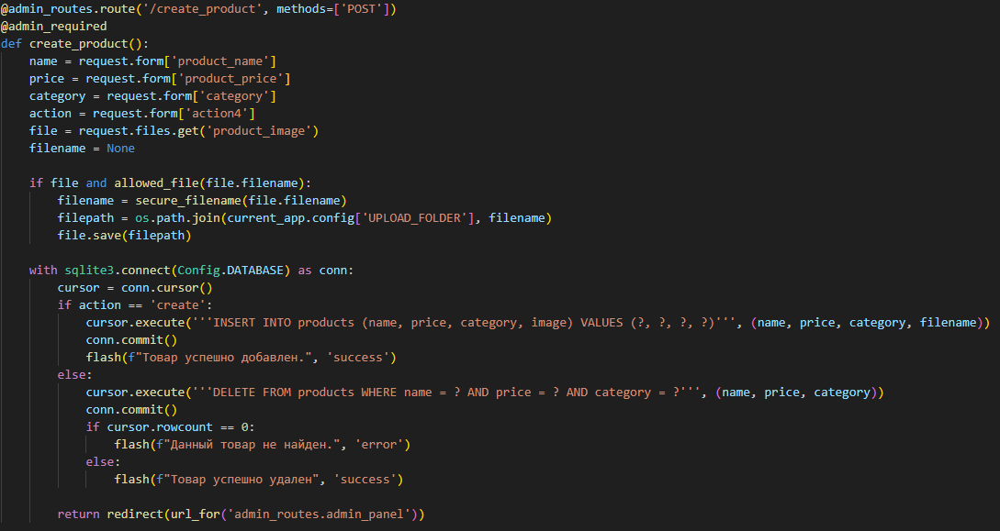 @admin_routes.route('/create_product', methods=['POST'])
@admin_required
def create_product():
    name = request.form['product_name']
    price = request.form['product_price']
    category = request.form['category']
    action = request.form['action4']
    file = request.files.get('product_image')
    filename = None

    if file and allowed_file(file.filename):
        filename = secure_filename(file.filename)
        filepath = os.path.join(current_app.config['UPLOAD_FOLDER'], filename)
        file.save(filepath)

    with sqlite3.connect(Config.DATABASE) as conn:
        cursor = conn.cursor()
        if action == 'create':
            cursor.execute('''INSERT INTO products (name, price, category, image) VALUES (?, ?, ?, ?)''', (name, price, category, filename))
            conn.commit()
            flash(f"Товар успешно добавлен.", 'success')
        else:
            cursor.execute('''DELETE FROM products WHERE name = ? AND price = ? AND category = ?''', (name, price, category))
            conn.commit()
            if cursor.rowcount == 0:
                flash(f"Данный товар не найден.", 'error')
            else:
                flash(f"Товар успешно удален", 'success')

        return redirect(url_for('admin_routes.admin_panel'))